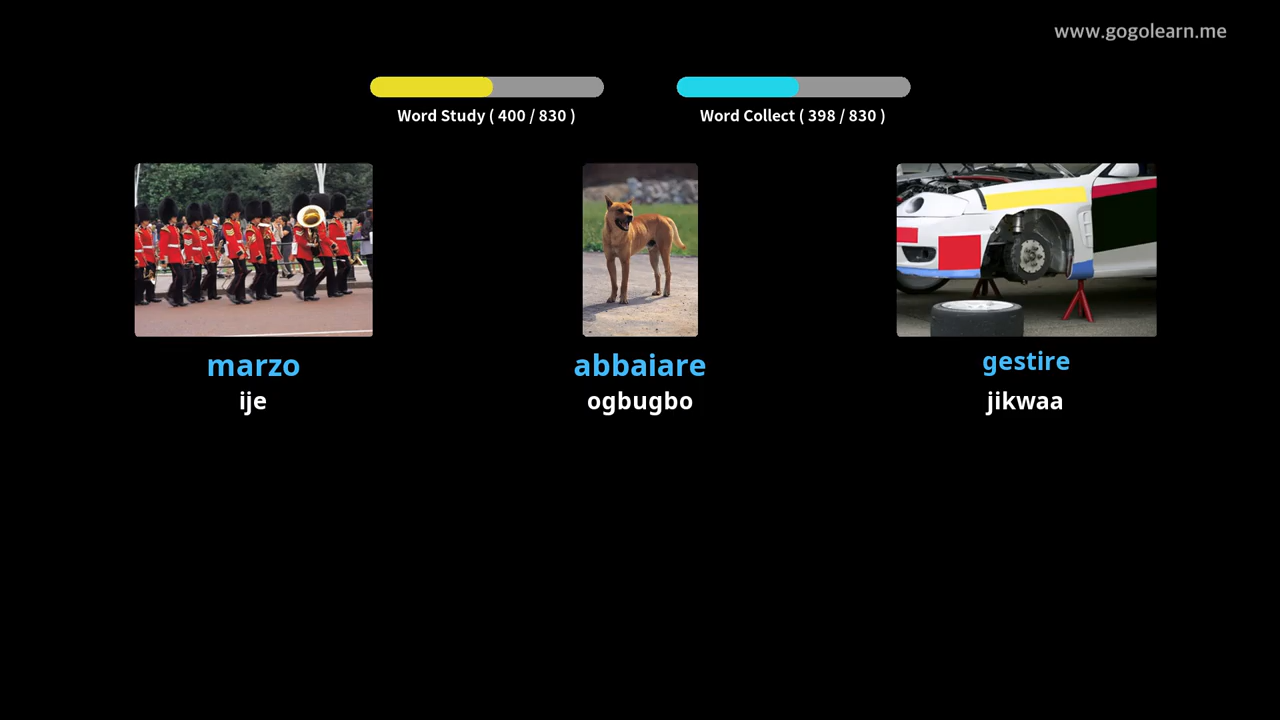 www.gogolearn.me
Word Study ( 400 / 830 )
Word Collect ( 398 / 830 )
marzo
ije
abbaiare
ogbugbo
gestire
jikwaa